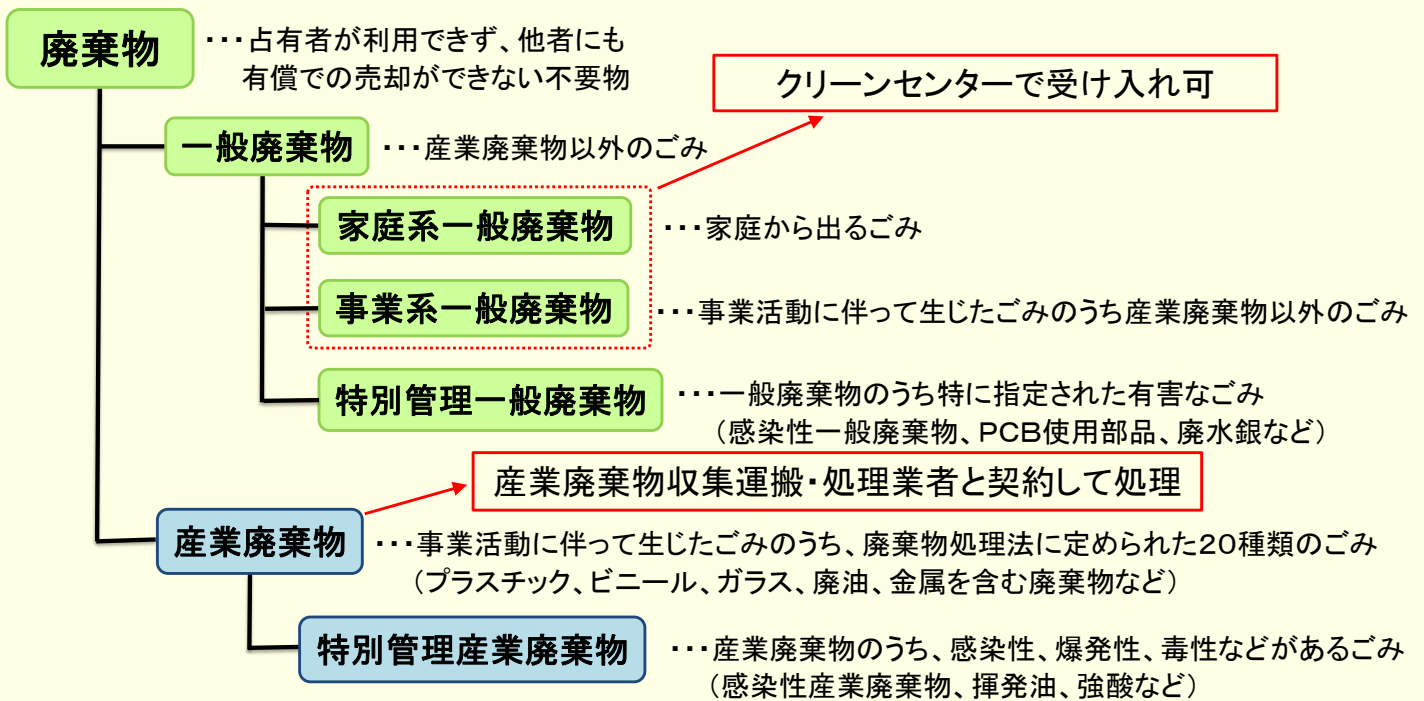 廃棄物
・・・占有者が利用できず、他者にも
有償での売却ができない不要物
クリーンセンターで受け入れ可
一般廃棄物
・・・産業廃棄物以外のごみ
家庭系一般廃棄物
・・・家庭から出るごみ
事業系一般廃棄物
・・・事業活動に伴って生じたごみのうち産業廃棄物以外のごみ
特別管理一般廃棄物
・・・一般廃棄物のうち特に指定された有害なごみ
（感染性一般廃棄物、PCB使用部品、廃水銀など）
産業廃棄物収集運搬・処理業者と契約して処理
産業廃棄物
・・・事業活動に伴って生じたごみのうち、廃棄物処理法に定められた20種類のごみ
（プラスチック、ビニール、ガラス、廃油、金属を含む廃棄物など）
特別管理産業廃棄物
・・・産業廃棄物のうち、感染性、爆発性、毒性などがあるごみ
（感染性産業廃棄物、揮発油、強酸など）